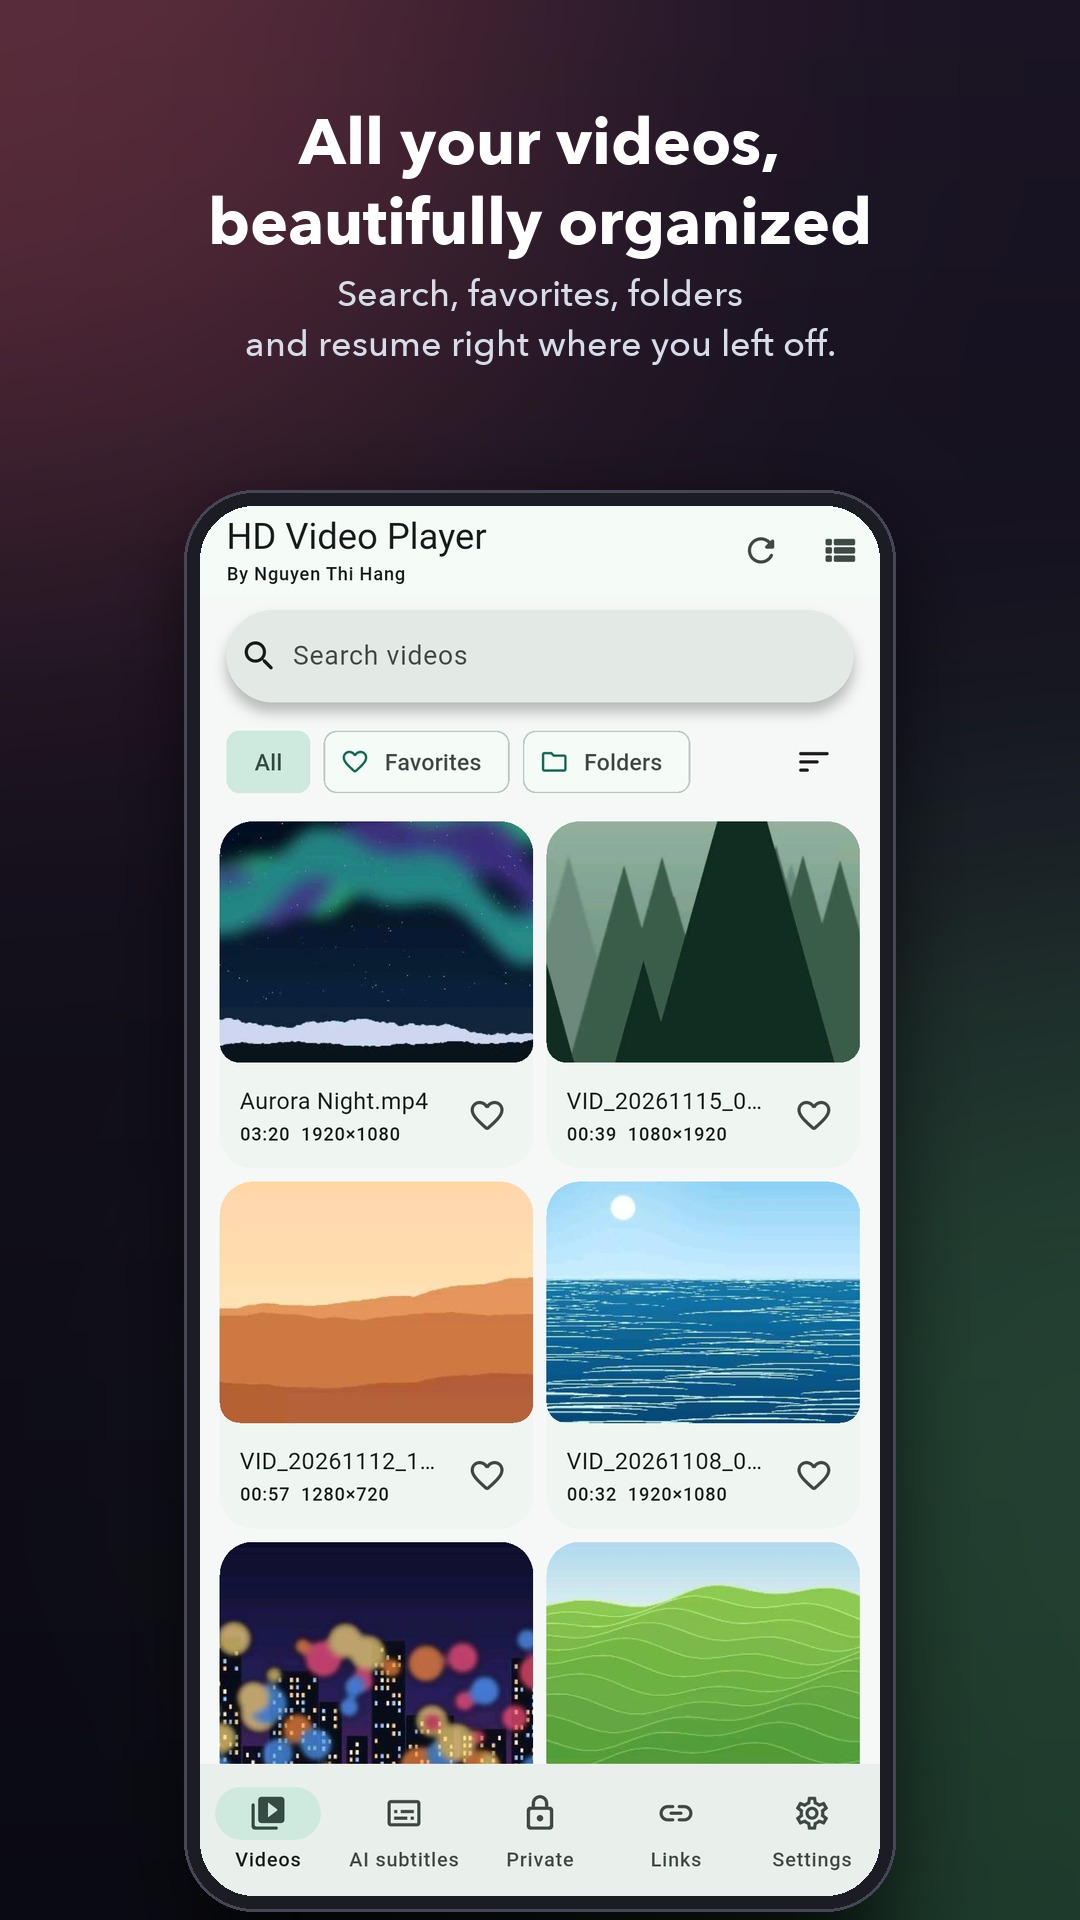 All your videos,
beautifully organized
Search, favorites, folders
and resume right where you left off.
HD Video Player
By Nguyen Thi Hang
Search videos
All
Favorites
Folders
Aurora Night.mp4
03:20 1920×1080
VID_20261115_0...
00:39 1080×1920
VID_20261112_1...
00:57 1280×720
VID_20261108_0...
00:32 1920×1080
Videos
AI subtitles
Private
Links
Settings